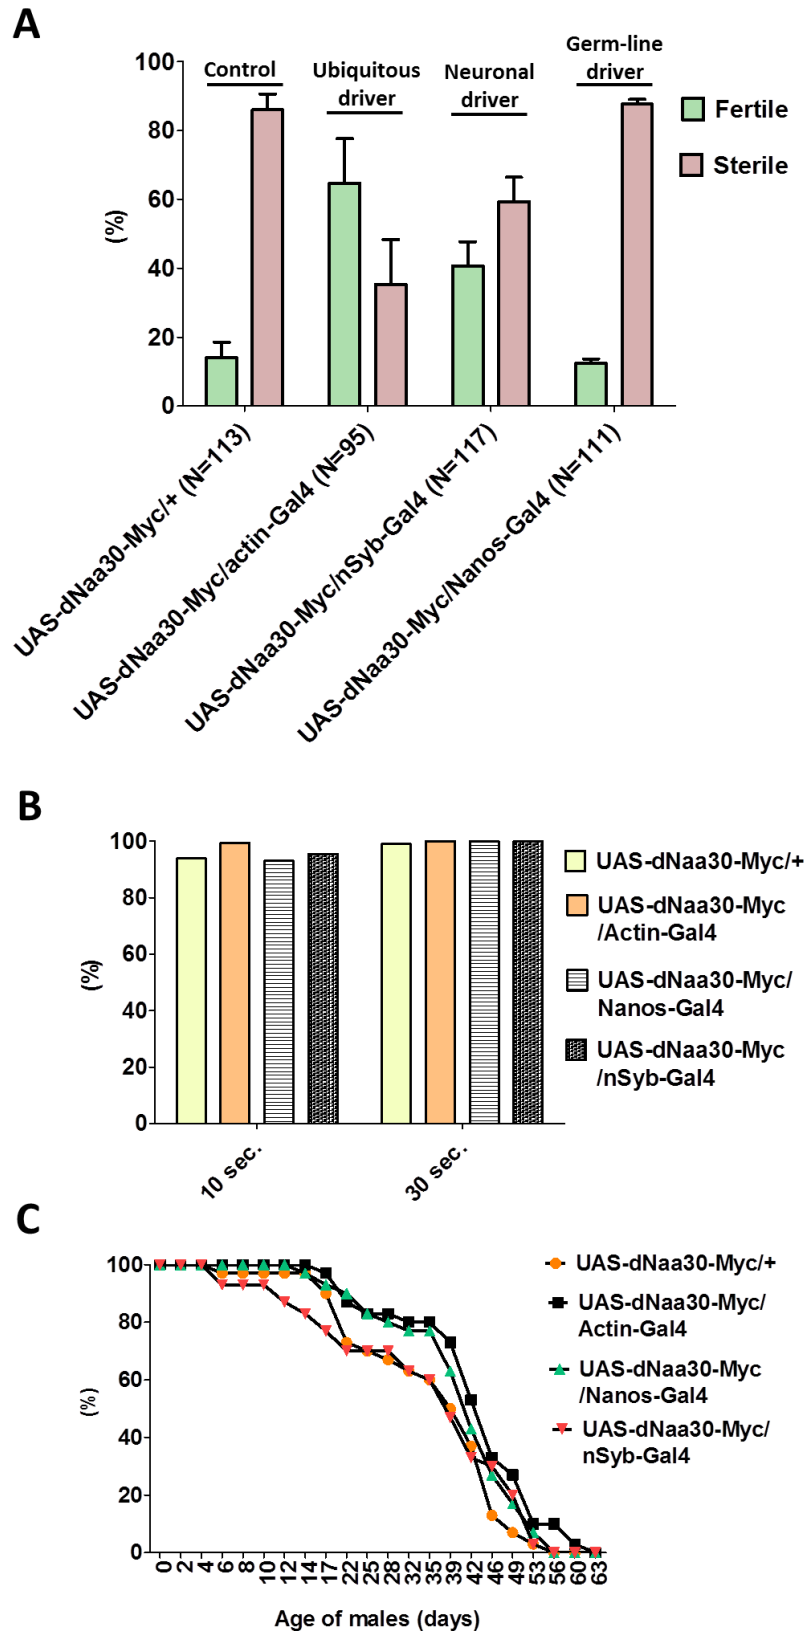 A
Control
Ubiquitous
driver
Neuronal
driver
Germ-line
driver
Fertile
Sterile
(%)
100
80
60
40
20
0
UAS-dNaa30-Myc/+ (N=113)
UAS-dNaa30-Myc/actin-Gal4 (N=95)
UAS-dNaa30-Myc/nSyb-Gal4 (N=117)
UAS-dNaa30-Myc/Nanos-Gal4 (N=111)
B
(%)
100
80
60
40
20
0
10 sec.
30 sec.
UAS-dNaa30-Myc/+
UAS-dNaa30-Myc
/Actin-Gal4
UAS-dNaa30-Myc/
Nanos-Gal4
UAS-dNaa30-Myc
/nSyb-Gal4
C
(%)
100
80
60
40
20
0
0 2 4 6 8 10 12 14 17 22 25 28 32 35 39 42 46 49 53 56 60 63
Age of males (days)
UAS-dNaa30-Myc/+
UAS-dNaa30-Myc/
Actin-Gal4
UAS-dNaa30-Myc
/Nanos-Gal4
UAS-dNaa30-Myc/
nSyb-Gal4